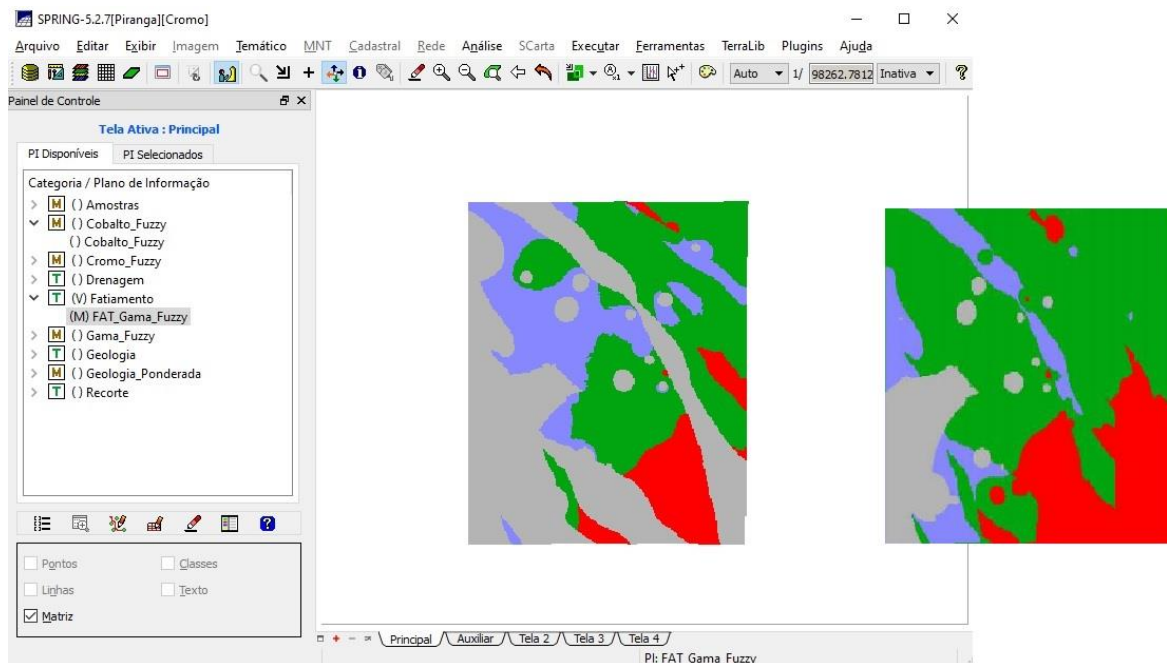 SPRING-5.2.7[Piranga][Cromo]
Arquivo Editar Exibir Imagem Temático MNT Cadastral Rede Análise SCarta Executar Ferramentas TerraLib Plugins Ajuda
Auto 1/ 98262.7812 Inativa
Painel de Controle
Tela Ativa : Principal
PI Disponíveis PI Selecionados
Categoria / Plano de Informação
M () Amostras
M () Cobalto_Fuzzy
() Cobalto_Fuzzy
M () Cromo_Fuzzy
T () Drenagem
T (V) Fatiamento
(M) FAT_Gama_Fuzzy
M () Gama_Fuzzy
T () Geologia
M () Geologia_Ponderada
T () Recorte
Pontos Classes
Linhas Texto
Matriz
Principal Auxiliar Tela 2 Tela 3 Tela 4
PI: FAT_Gama_Fuzzy